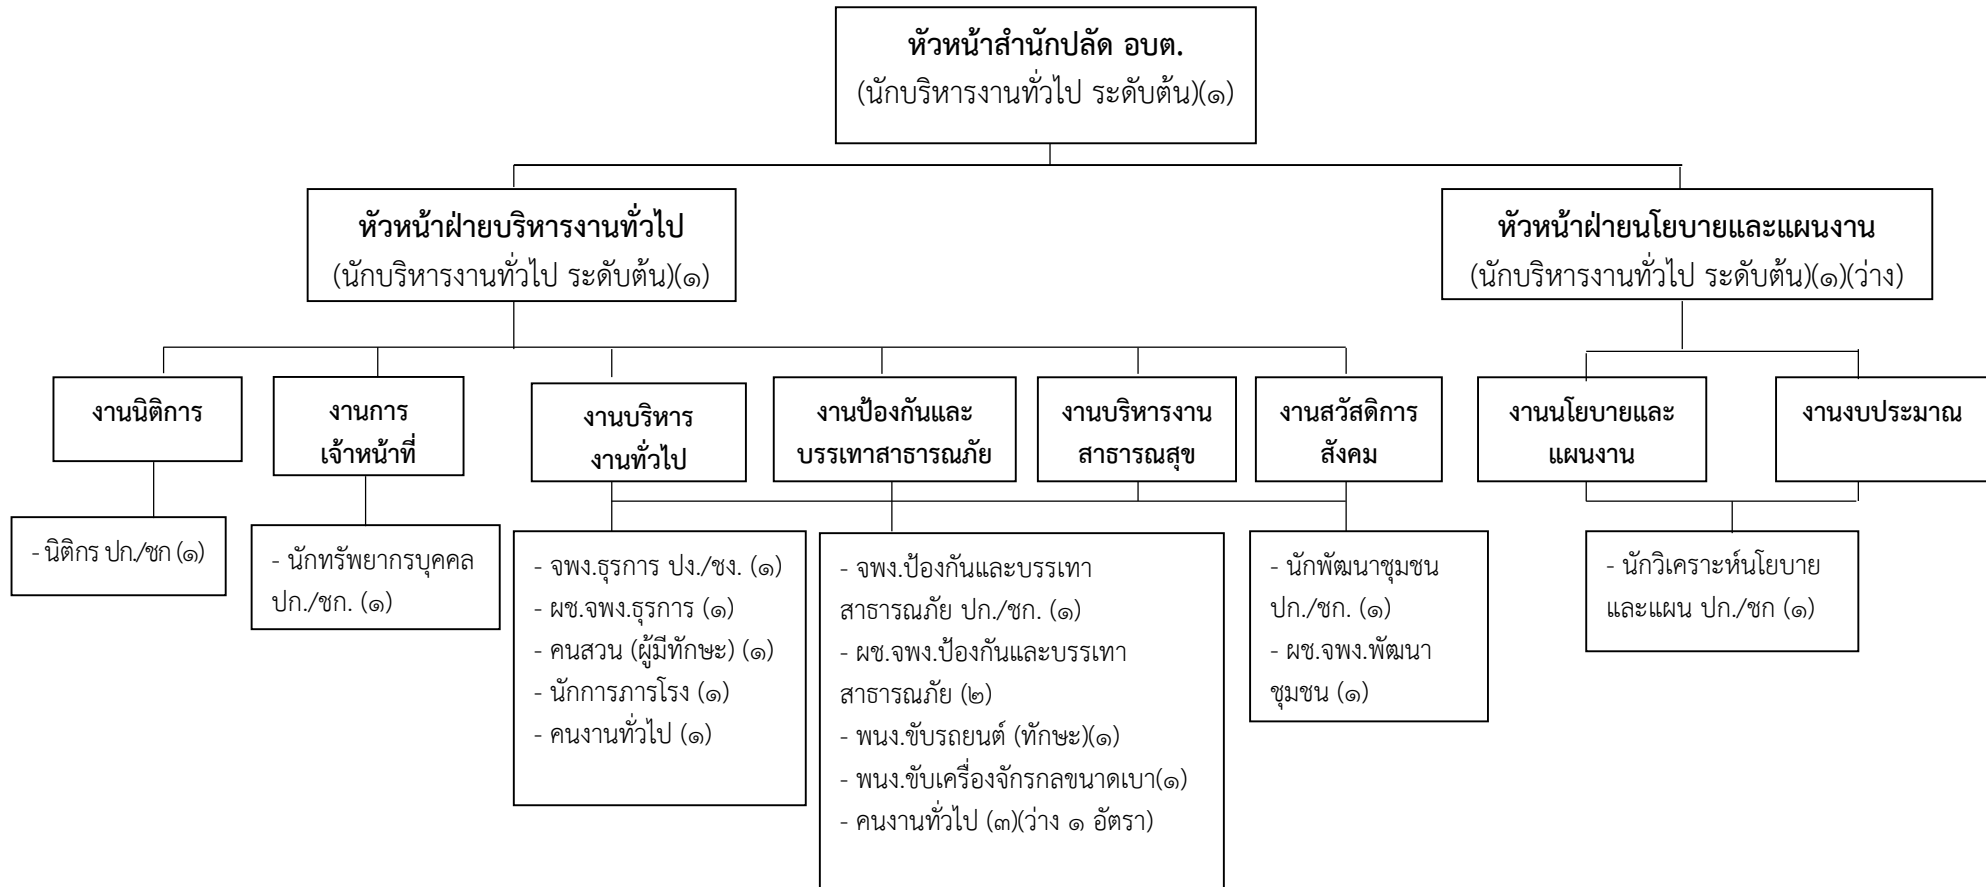 หัวหน้าสำนักปลัด อบต.
(นักบริหารงานทั่วไป ระดับต้น)(๑)
หัวหน้าฝ่ายบริหารงานทั่วไป
(นักบริหารงานทั่วไป ระดับต้น)(๑)
หัวหน้าฝ่ายนโยบายและแผนงาน
(นักบริหารงานทั่วไป ระดับต้น)(๑)(ว่าง)
งานนิติการ
งานการ
เจ้าหน้าที่
งานบริหาร
งานทั่วไป
งานป้องกันและ
บรรเทาสาธารณภัย
งานบริหารงาน
สาธารณสุข
งานสวัสดิการ
สังคม
งานนโยบายและ
แผนงาน
งานงบประมาณ
- นิติกร ปก./ชก (๑)
- นักทรัพยากรบุคคล
ปก./ชก. (๑)
- จพง.ธุรการ ปง./ชง. (๑)
- ผช.จพง.ธุรการ (๑)
- คนสวน (ผู้มีทักษะ) (๑)
- นักการภารโรง (๑)
- คนงานทั่วไป (๑)
- จพง.ป้องกันและบรรเทา
สาธารณภัย ปก./ชก. (๑)
- ผช.จพง.ป้องกันและบรรเทา
สาธารณภัย (๒)
- พนง.ขับรถยนต์ (ทักษะ)(๑)
- พนง.ขับเครื่องจักรกลขนาดเบา(๑)
- คนงานทั่วไป (๓)(ว่าง ๑ อัตรา)
- นักพัฒนาชุมชน
ปก./ชก. (๑)
- ผช.จพง.พัฒนา
ชุมชน (๑)
- นักวิเคราะห์นโยบาย
และแผน ปก./ชก (๑)